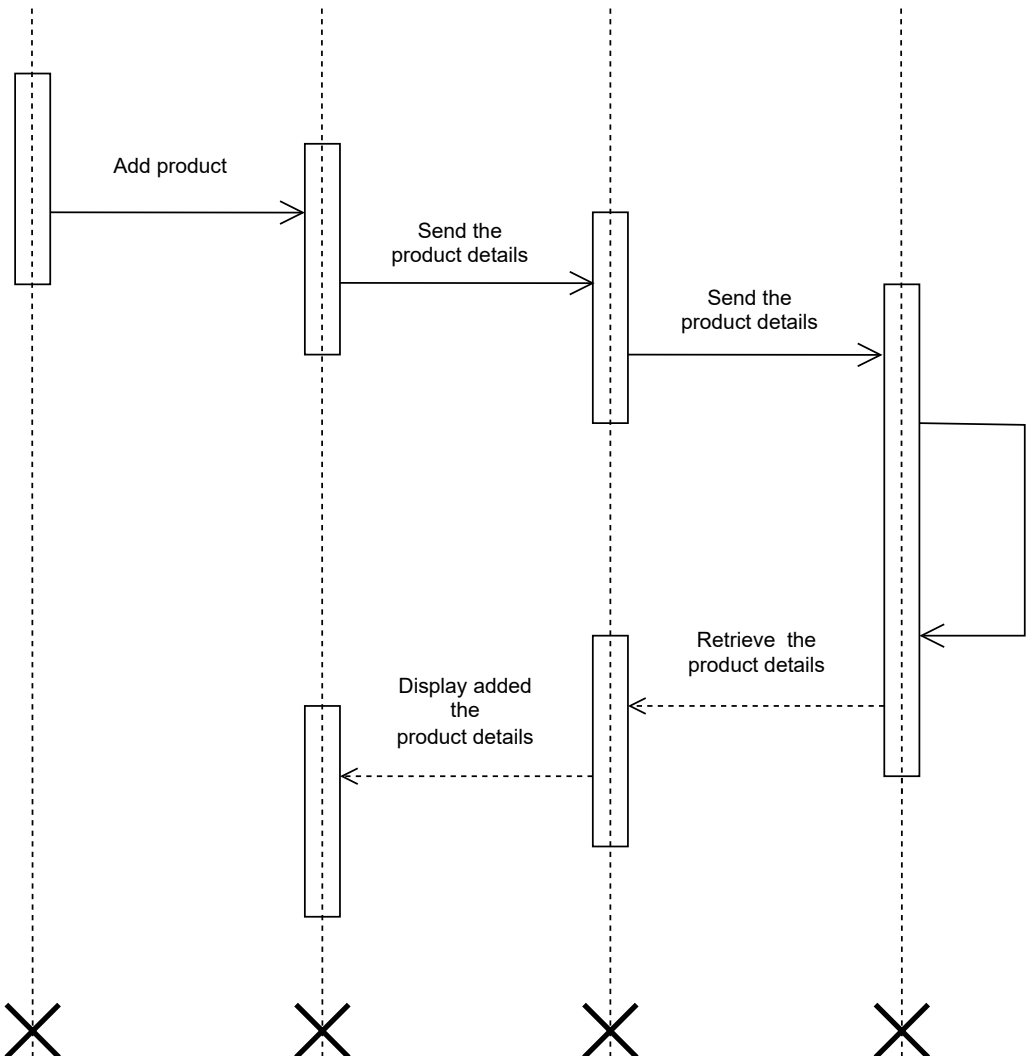 Add product
Send the
product details
Send the
product details
Retrieve  the
product details
Display added
the
product details